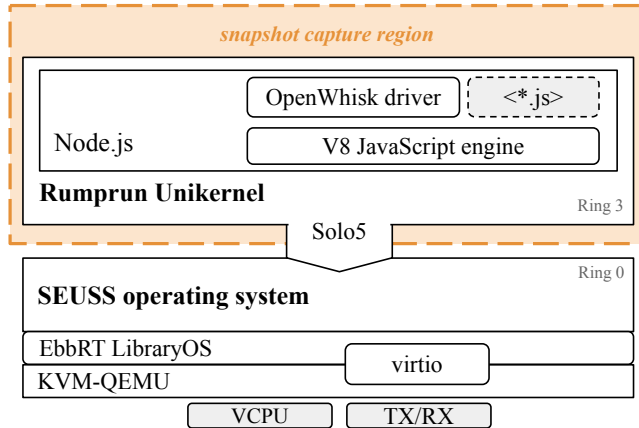 snapshot capture region
OpenWhisk driver
<*.js>
Node.js
V8 JavaScript engine
Rumprun Unikernel
Ring 3
Solo5
Ring 0
SEUSS operating system
EbbRT LibraryOS
virtio
KVM-QEMU
VCPU
TX/RX